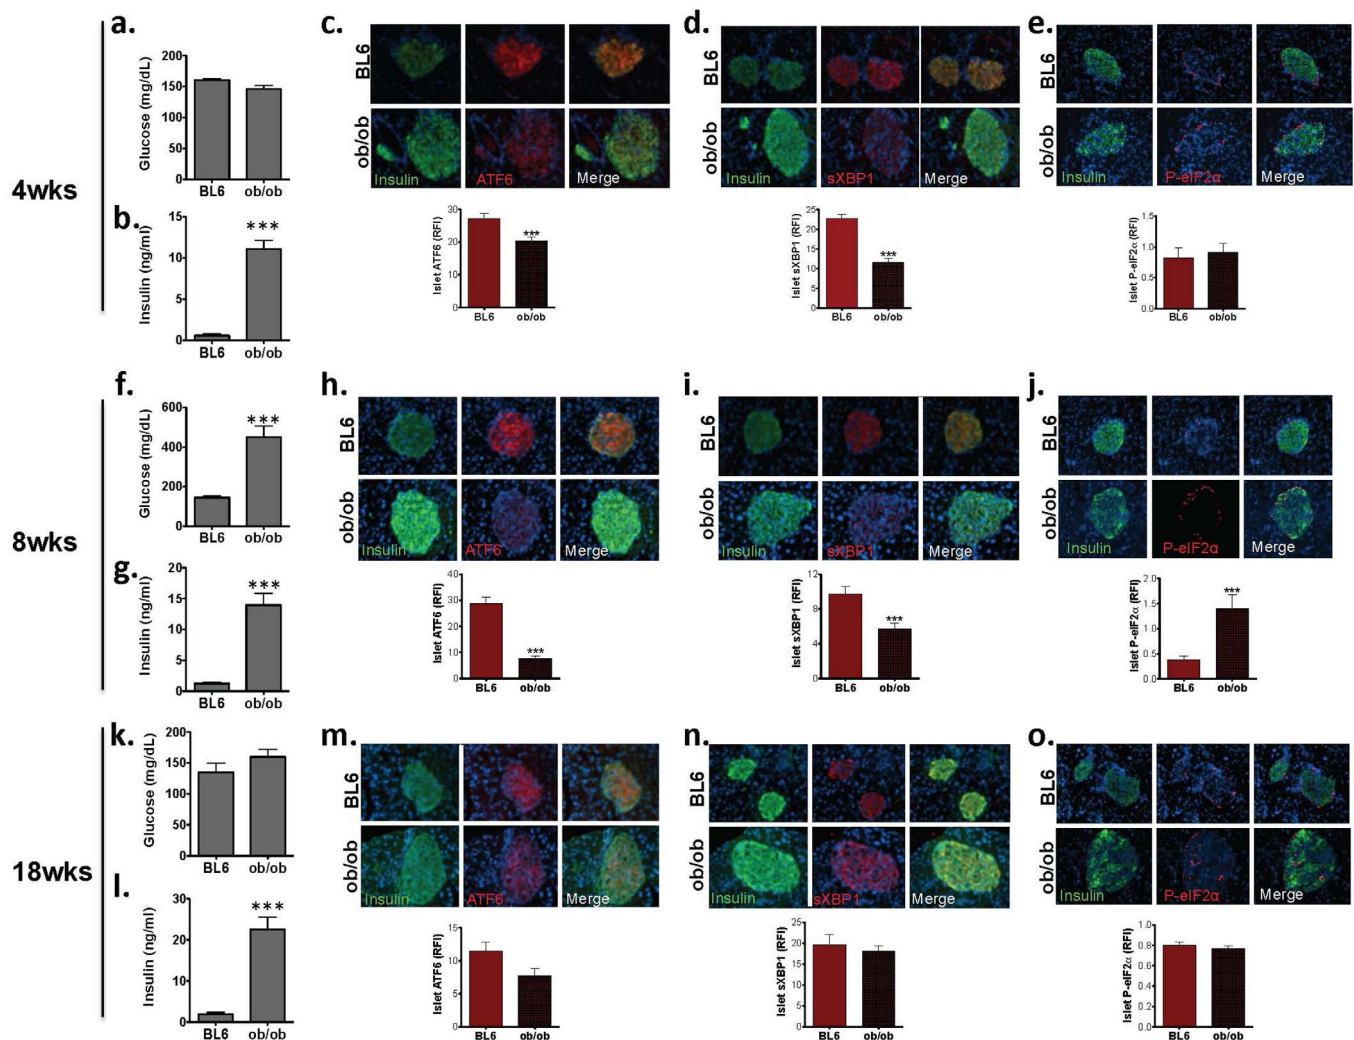 4wks
a.
Glucose (mg/dL)
200
150
100
50
0
BL6 ob/ob
b.
Insulin (ng/ml)
15
10
5
0
***
BL6 ob/ob
c.
BL6
ob/ob
Insulin ATF6 Merge
Islet ATF6 (RFI)
30
20
10
0
***
BL6 ob/ob
d.
BL6
ob/ob
Insulin sXBP1 Merge
Islet sXBP1 (RFI)
25
20
15
10
5
0
***
BL6 ob/ob
e.
BL6
ob/ob
Insulin P-eIF2α Merge
Islet P-eIF2α (RFI)
1.5
1.0
0.5
0.0
BL6 ob/ob
8wks
f.
Glucose (mg/dL)
600
400
200
0
***
BL6 ob/ob
g.
Insulin (ng/ml)
20
15
10
5
0
***
BL6 ob/ob
h.
BL6
ob/ob
Insulin ATF6 Merge
Islet ATF6 (RFI)
40
30
20
10
0
***
BL6 ob/ob
i.
BL6
ob/ob
Insulin sXBP1 Merge
Islet sXBP1 (RFI)
12
8
4
0
***
BL6 ob/ob
j.
BL6
ob/ob
Insulin P-eIF2α Merge
Islet P-eIF2α (RFI)
2.0
1.5
1.0
0.5
0.0
***
BL6 ob/ob
18wks
k.
Glucose (mg/dL)
200
150
100
50
0
BL6 ob/ob
l.
Insulin (ng/ml)
30
20
10
0
***
BL6 ob/ob
m.
BL6
ob/ob
Insulin ATF6 Merge
Islet ATF6 (RFI)
15
10
5
0
BL6 ob/ob
n.
BL6
ob/ob
Insulin sXBP1 Merge
Islet sXBP1 (RFI)
25
20
15
10
5
0
BL6 ob/ob
o.
BL6
ob/ob
Insulin P-eIF2α Merge
Islet P-eIF2α (RFI)
1.0
0.8
0.6
0.4
0.2
0.0
BL6 ob/ob